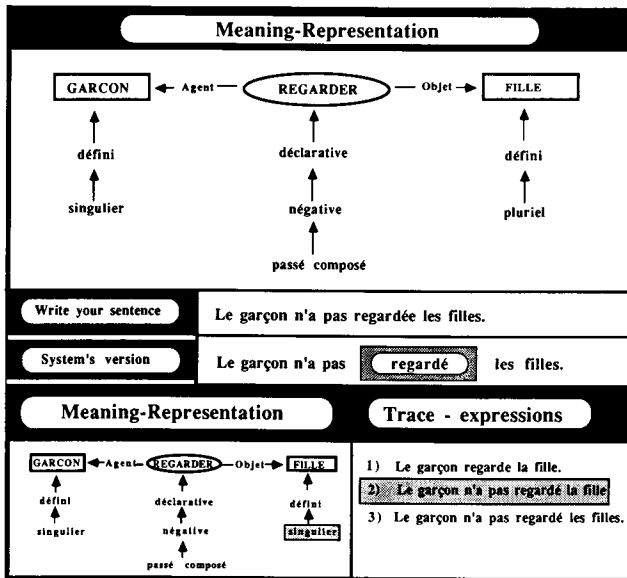 Meaning-Representation
GARCON Agent REGARDER Objet FILLE
défini déclarative défini
singulier négative pluriel
passé composé
Write your sentence Le garçon n'a pas regardée les filles.
System's version Le garçon n'a pas regardé les filles.
Meaning-Representation Trace - expressions
GARCON Agent REGARDER Objet FILLE
défini déclarative défini
singulier négative singulier
passé composé
1) Le garçon regarde la fille.
2) Le garçon n'a pas regardé la fille
3) Le garçon n'a pas regardé les filles.